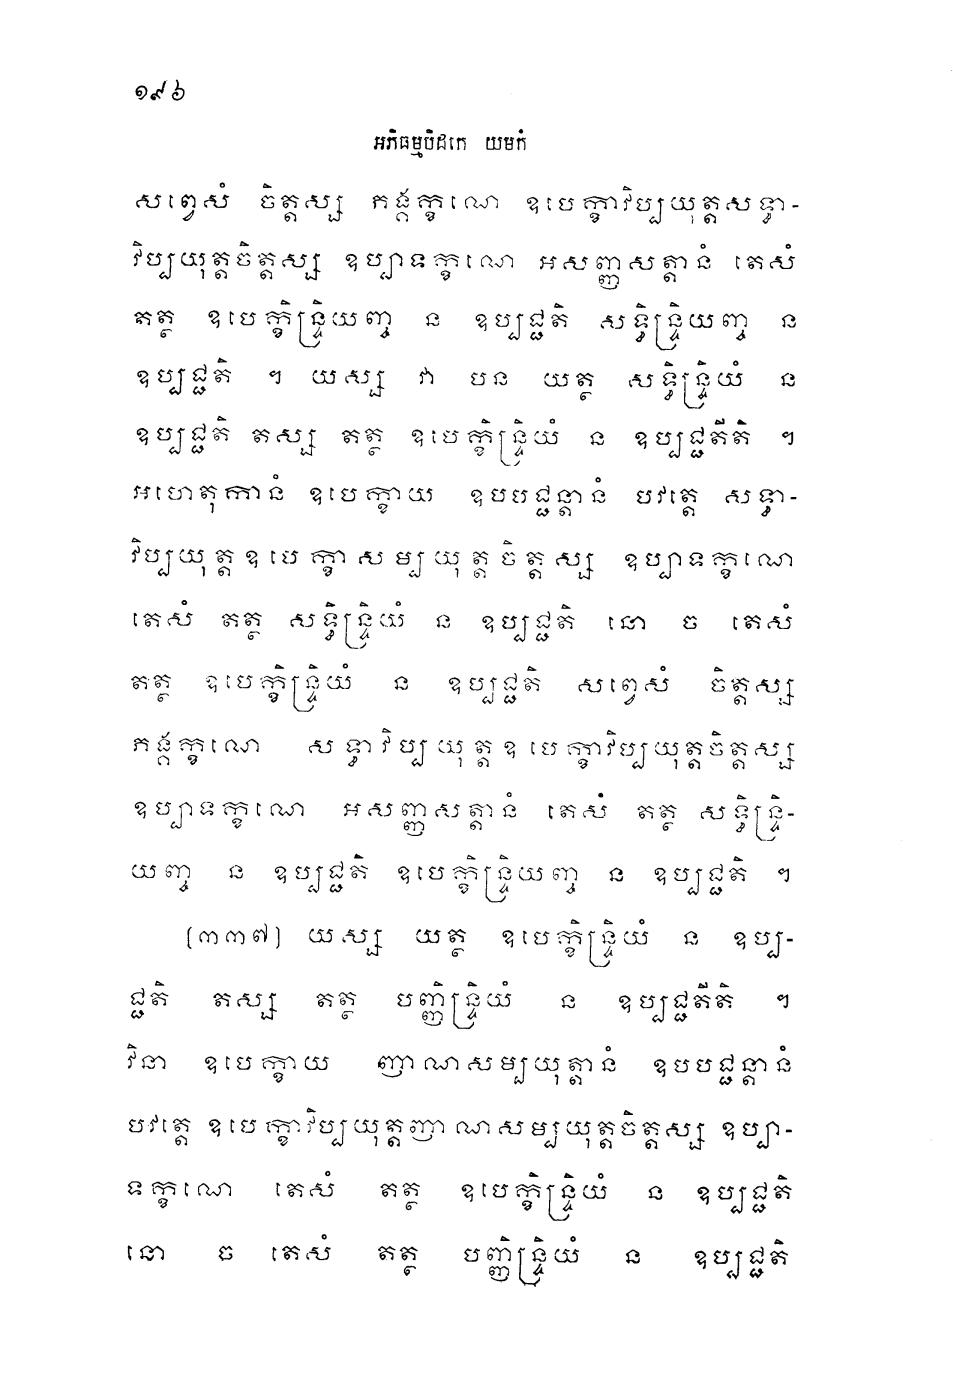 ១៩៦
អភិធម្មបិដកេ យមកំ
សព្វេសំ ចិត្តស្ស ភង្គក្ខណេ ឧបេក្ខាវិប្បយុត្តសទ្ធា-
វិប្បយុត្តចិត្តស្ស ឧប្បាទក្ខណេ អសញ្ញសត្តានំ តេសំ
តត្ថ ឧបេក្ខិន្ទ្រិយញ្ច ន ឧប្បជ្ជតិ សទ្ធិន្ទ្រិយញ្ច ន
ឧប្បជ្ជតិ ។ យស្ស វា បន យត្ថ សទ្ធិន្ទ្រិយំ ន
ឧប្បជ្ជតិ តស្ស តត្ថ ឧបេក្ខិន្ទ្រិយំ ន ឧប្បជ្ជតីតិ ។
អហេតុកានំ ឧបេក្ខាយ ឧបបជ្ជន្តានំ បវត្តេ សទ្ធា-
វិប្បយុត្តឧបេក្ខាសម្បយុត្តចិត្តស្ស ឧប្បាទក្ខណេ
តេសំ តត្ថ សទ្ធិន្ទ្រិយំ ន ឧប្បជ្ជតិ នោ ច តេសំ
តត្ថ ឧបេក្ខិន្ទ្រិយំ ន ឧប្បជ្ជតិ សព្វេសំ ចិត្តស្ស
ភង្គក្ខណេ សទ្ធាវិប្បយុត្តឧបេក្ខាវិប្បយុត្តចិត្តស្ស
ឧប្បាទក្ខណេ អសញ្ញសត្តានំ តេសំ តត្ថ សទ្ធិន្ទ្រិ-
យញ្ច ន ឧប្បជ្ជតិ ឧបេក្ខិន្ទ្រិយញ្ច ន ឧប្បជ្ជតិ ។
(៣៣៧) យស្ស យត្ថ ឧបេក្ខិន្ទ្រិយំ ន ឧប្ប-
ជ្ជតិ តស្ស តត្ថ បញ្ញិន្ទ្រិយំ ន ឧប្បជ្ជតីតិ ។
វិនា ឧបេក្ខាយ ញាណសម្បយុត្តានំ ឧបបជ្ជន្តានំ
បវត្តេ ឧបេក្ខាវិប្បយុត្តញាណសម្បយុត្តចិត្តស្ស ឧប្បា-
ទក្ខណេ តេសំ តត្ថ ឧបេក្ខិន្ទ្រិយំ ន ឧប្បជ្ជតិ
នោ ច តេសំ តត្ថ បញ្ញិន្ទ្រិយំ ន ឧប្បជ្ជតិ